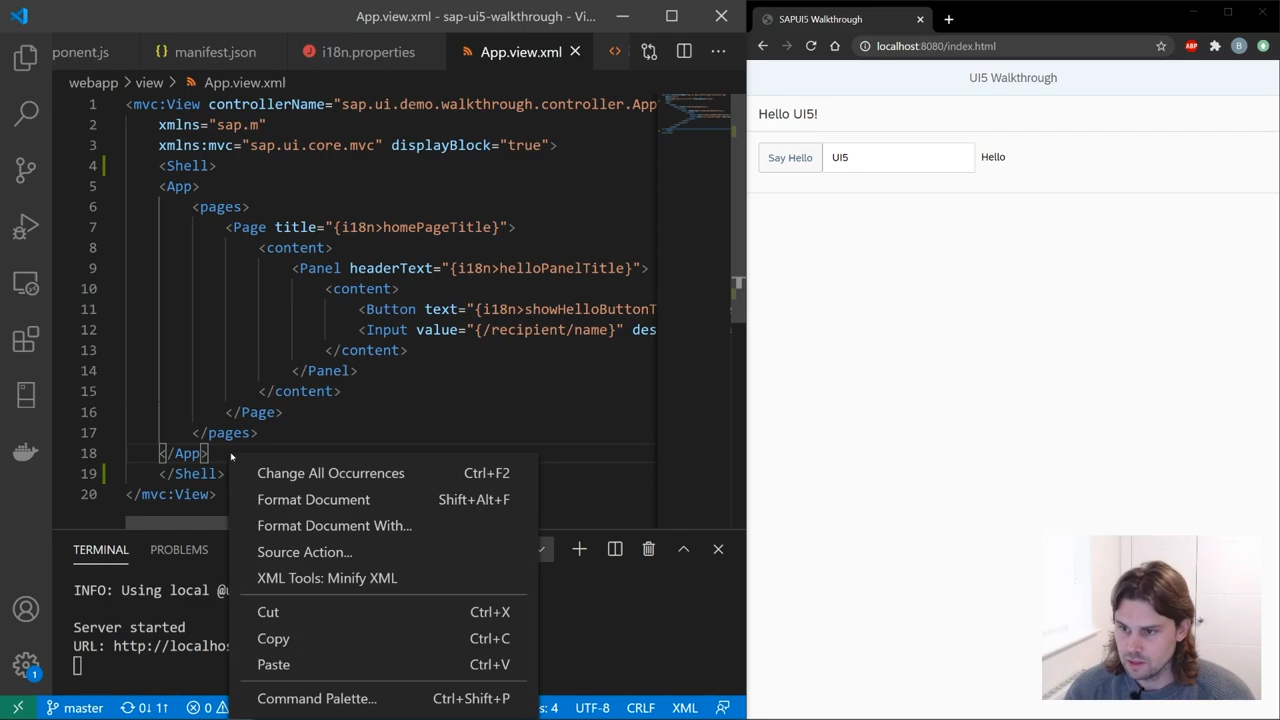 App.view.xml - sap-ui5-walkthrough - Vi...
ponent.js
manifest.json
i18n.properties
App.view.xml
webapp > view > App.view.xml
1 <mvc:View controllerName="sap.ui.demo.walkthrough.controller.App
2 xmlns="sap.m"
3 xmlns:mvc="sap.ui.core.mvc" displayBlock="true">
4 <Shell>
5 <App>
6 <pages>
7 <Page title="{i18n>homePageTitle}">
8 <content>
9 <Panel headerText="{i18n>helloPanelTitle}">
10 <content>
11 <Button text="{i18n>showHelloButtonT
12 <Input value="{/recipient/name}" des
13 </content>
14 </Panel>
15 </content>
16 </Page>
17 </pages>
18 </App>
19 </Shell>
20 </mvc:View>
Change All Occurrences Ctrl+F2
Format Document Shift+Alt+F
Format Document With...
Source Action...
XML Tools: Minify XML
Cut Ctrl+X
Copy Ctrl+C
Paste Ctrl+V
Command Palette... Ctrl+Shift+P
TERMINAL PROBLEMS
INFO: Using local @u
Server started
URL: http://localhos
1
master 0↓ 1↑ 0 s: 4 UTF-8 CRLF XML
SAPUI5 Walkthrough
localhost:8080/index.html
ABP
B
UI5 Walkthrough
Hello UI5!
Say Hello UI5 Hello